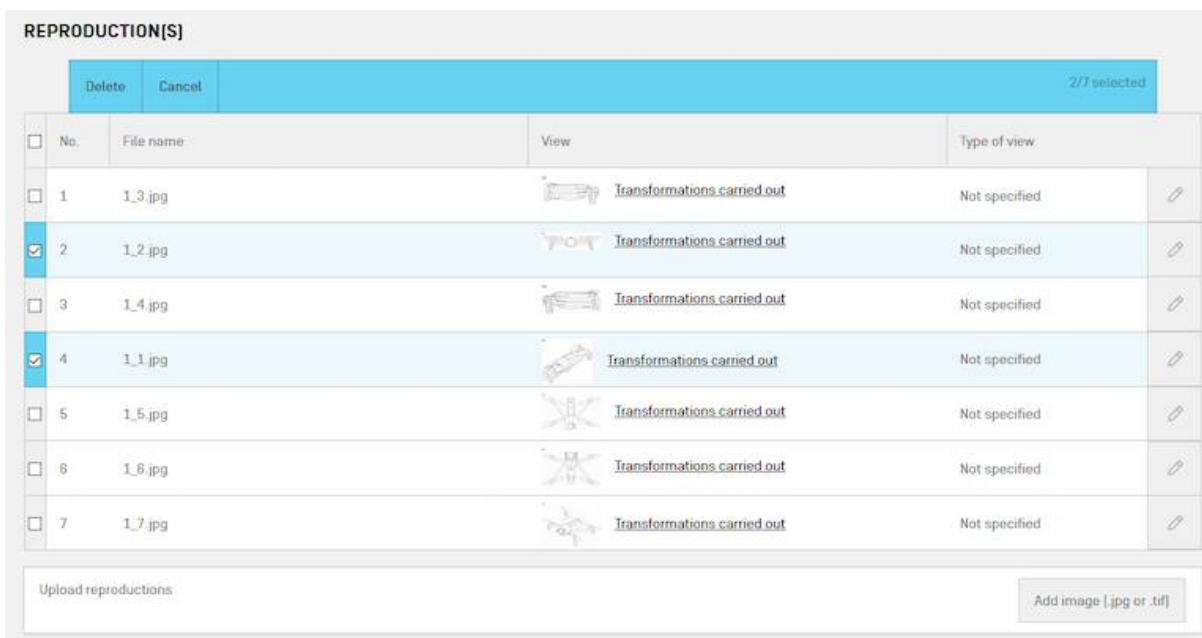 REPRODUCTION(S)
Delete Cancel 2/7 selected
No. File name View Type of view
1 1_3.jpg Transformations carried out Not specified
2 1_2.jpg Transformations carried out Not specified
3 1_4.jpg Transformations carried out Not specified
4 1_1.jpg Transformations carried out Not specified
5 1_5.jpg Transformations carried out Not specified
6 1_6.jpg Transformations carried out Not specified
7 1_7.jpg Transformations carried out Not specified
Upload reproductions Add image (.jpg or .tif)